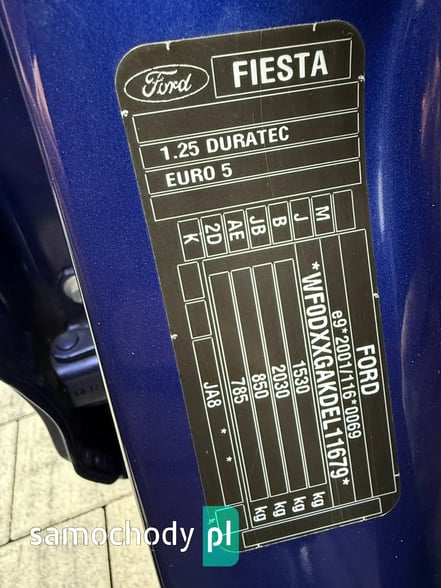 Ford
FIESTA
1.25 DURATEC
EURO 5
K 2D AE JB B J M
FORD
e9*2001/116*0069
*WF0DXXGAKDEL11679*
1530 kg
2030 kg
850 kg
785 kg
JA8 * *
samochody pl